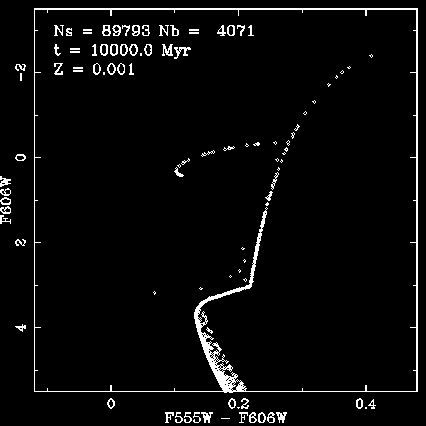 Ns = 89793 Nb = 4071
t = 10000.0 Myr
Z = 0.001
-2
0
2
4
F606W
0 0.2 0.4
F555W - F606W